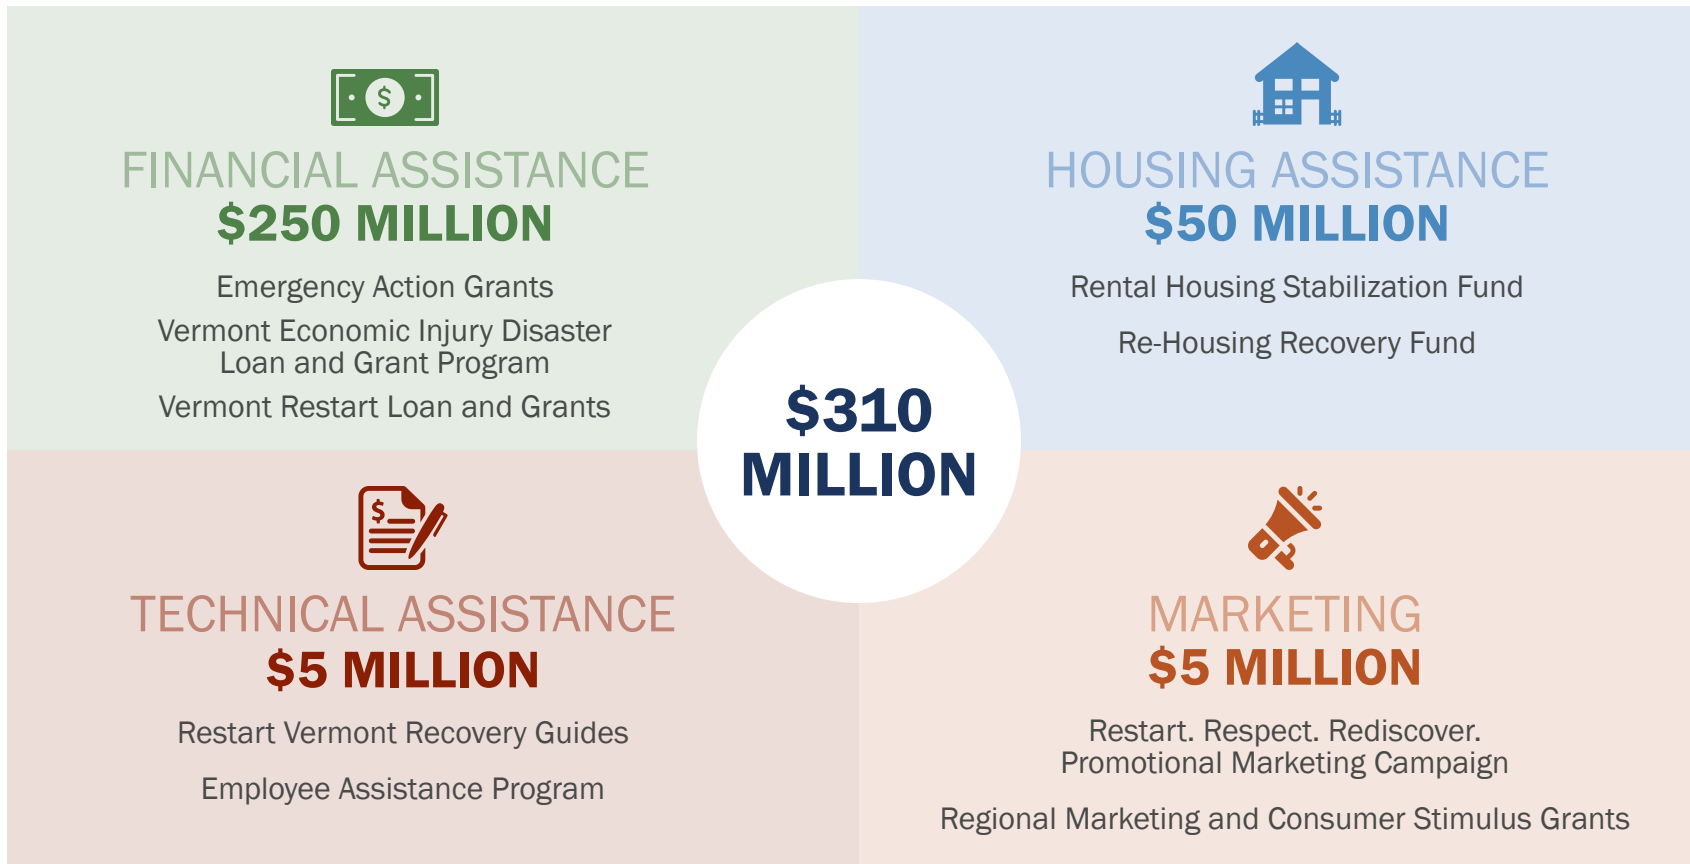 $
FINANCIAL ASSISTANCE
$250 MILLION
Emergency Action Grants
Vermont Economic Injury Disaster
Loan and Grant Program
Vermont Restart Loan and Grants
HOUSING ASSISTANCE
$50 MILLION
Rental Housing Stabilization Fund
Re-Housing Recovery Fund
$310
MILLION
$
TECHNICAL ASSISTANCE
$5 MILLION
Restart Vermont Recovery Guides
Employee Assistance Program
MARKETING
$5 MILLION
Restart. Respect. Rediscover.
Promotional Marketing Campaign
Regional Marketing and Consumer Stimulus Grants